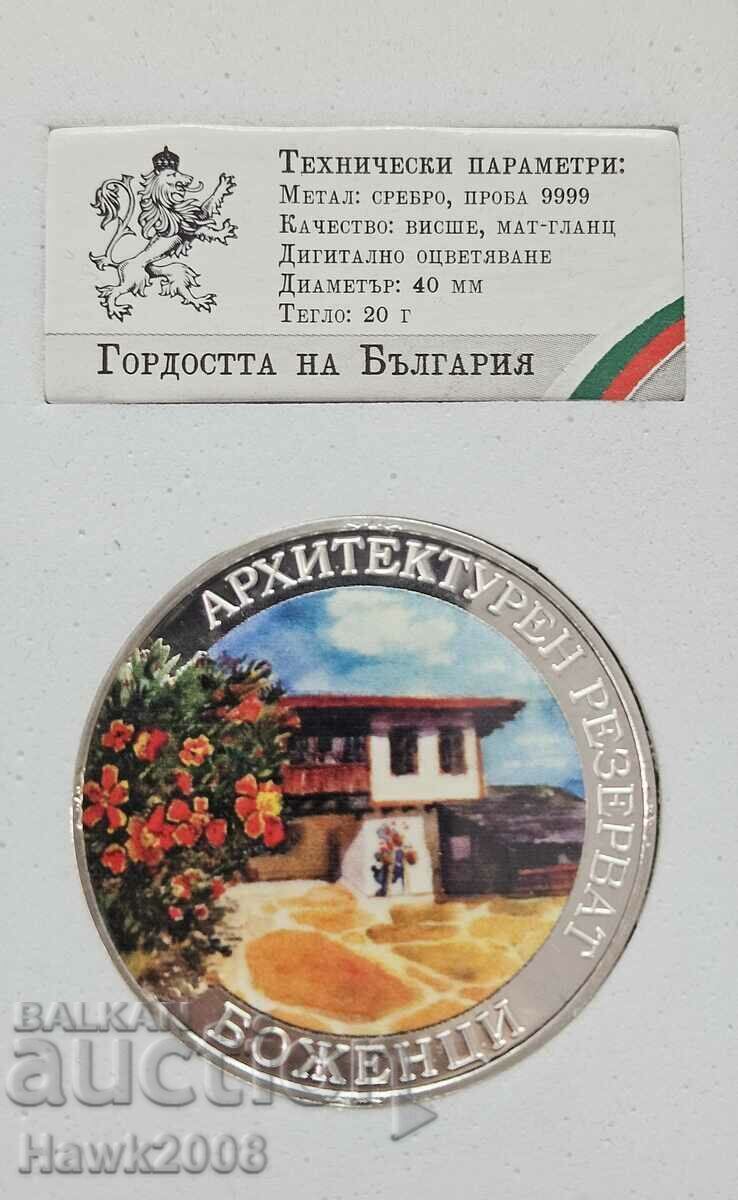 Технически параметри:
Метал: сребро, проба 9999
Качество: висше, мат-гланц
Дигитално оцветяване
Диаметър: 40 мм
Тегло: 20 г
Гордостта на България
АРХИТЕКТУРЕН РЕЗЕРВАТ
БОЖЕНЦИ
BALKAN
auction
Hawk2008